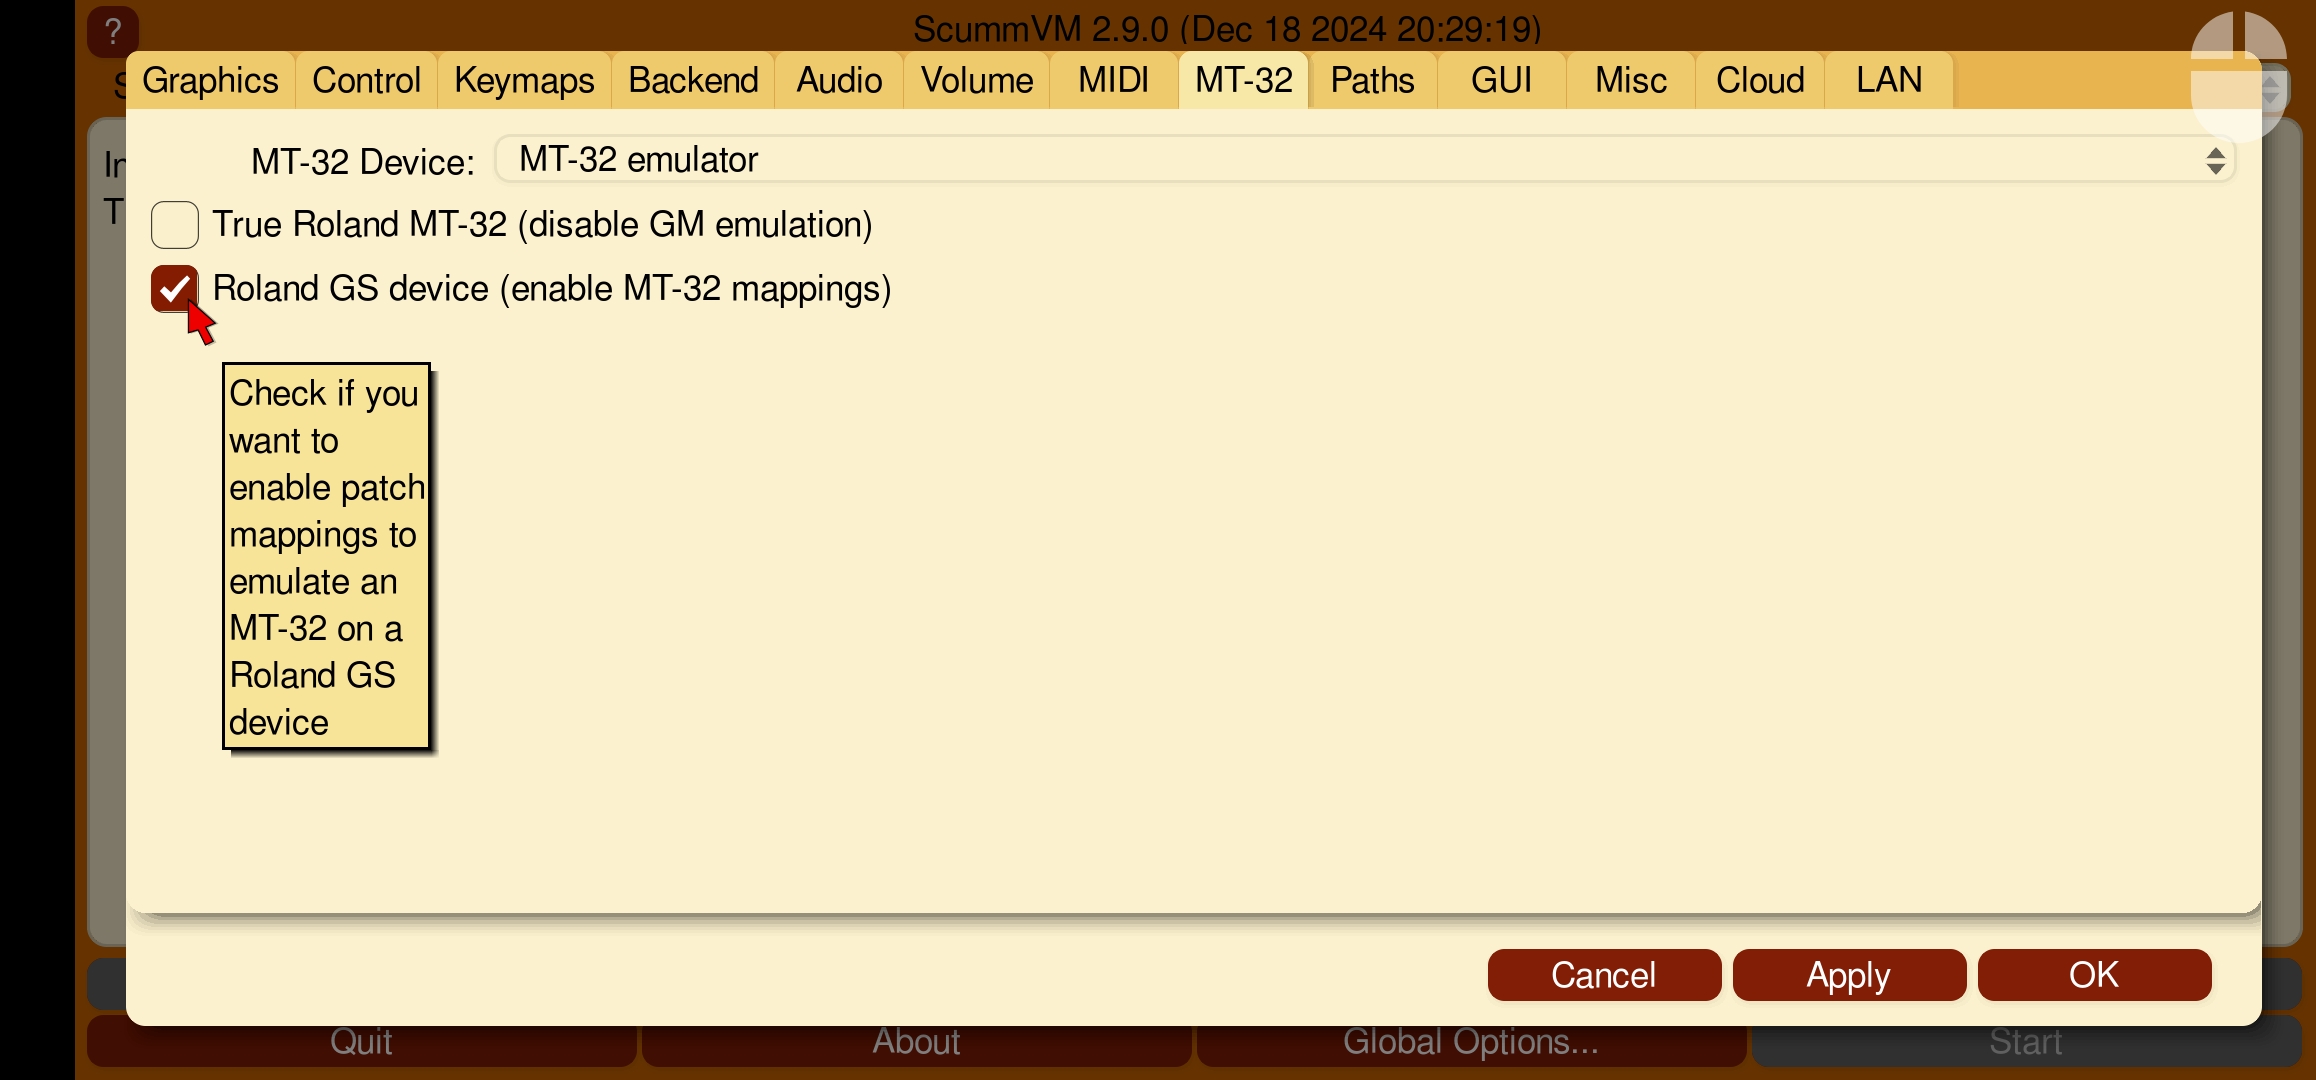 ?
ScummVM 2.9.0 (Dec 18 2024 20:29:19)
Graphics Control Keymaps Backend Audio Volume MIDI MT-32 Paths GUI Misc Cloud LAN
MT-32 Device: MT-32 emulator
True Roland MT-32 (disable GM emulation)
Roland GS device (enable MT-32 mappings)
Check if you
want to
enable patch
mappings to
emulate an
MT-32 on a
Roland GS
device
Cancel Apply OK
Quit About Global Options... Start